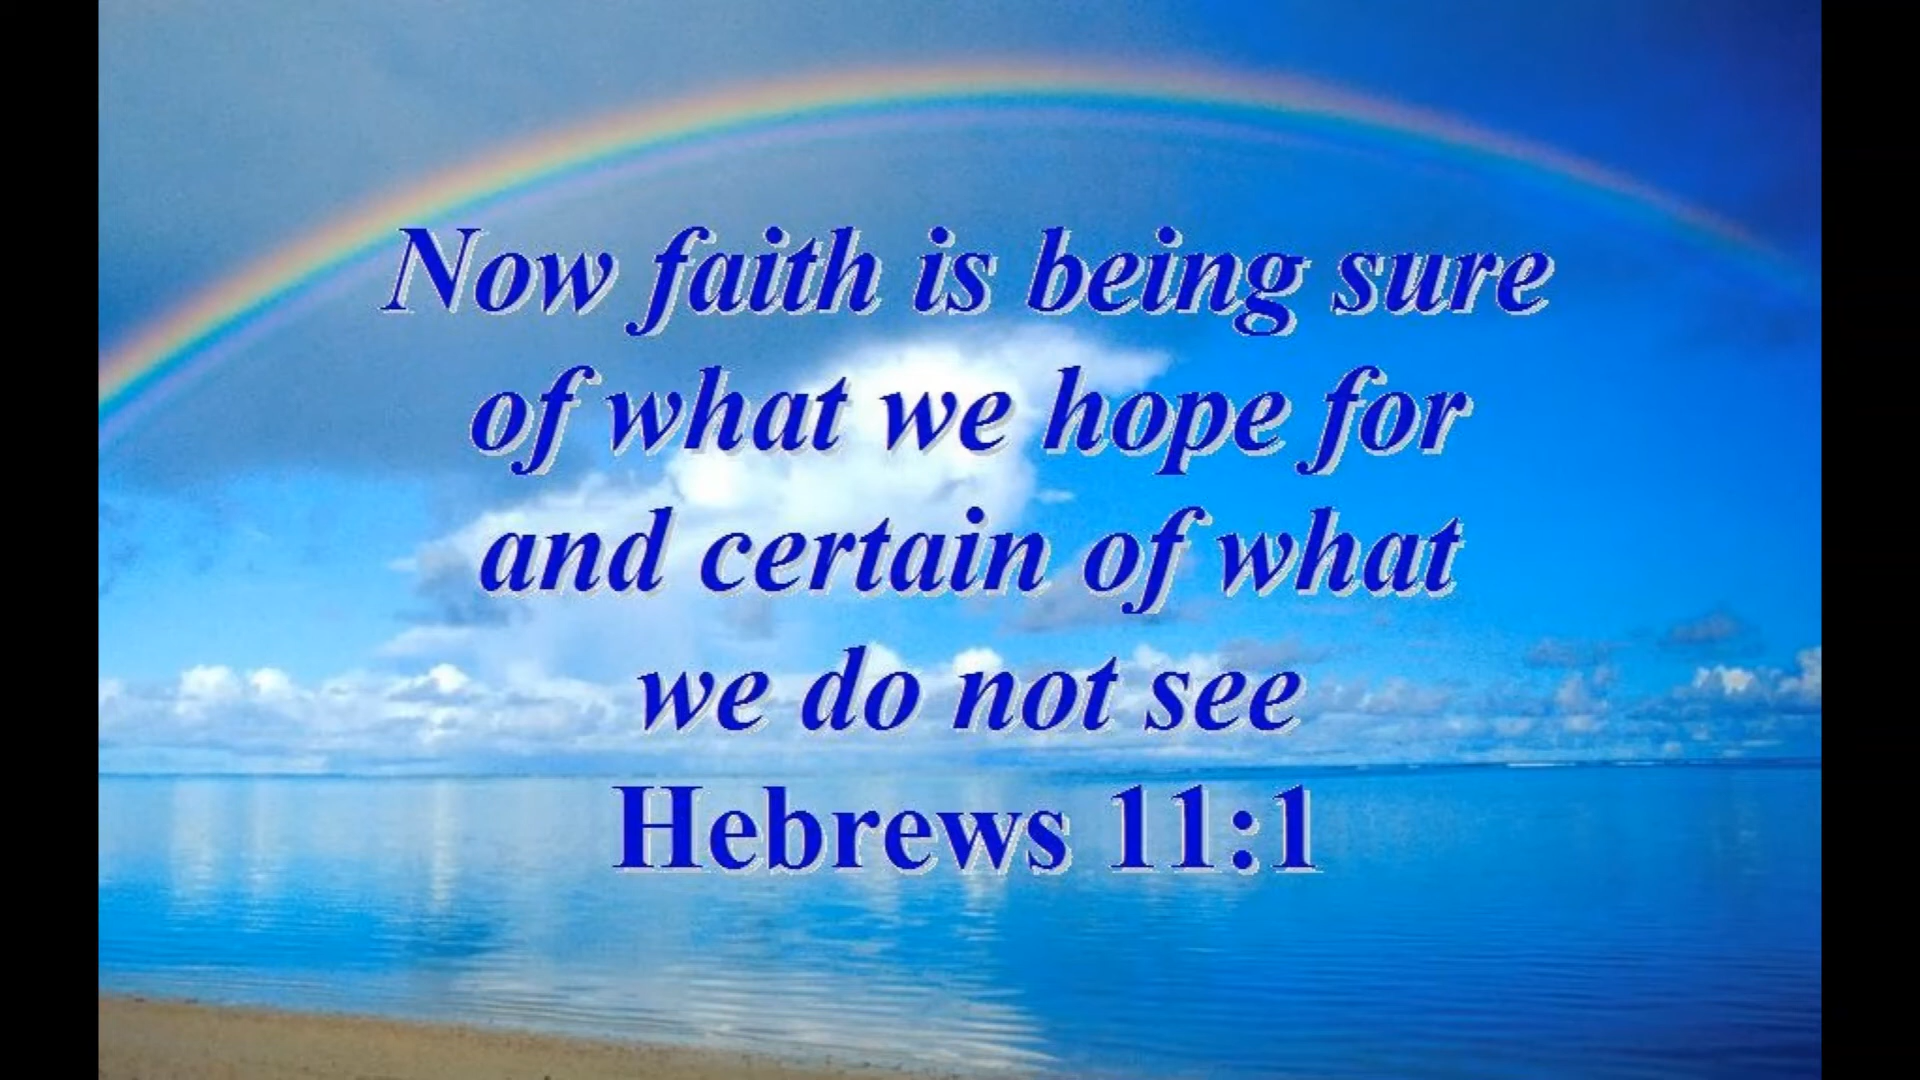 Now faith is being sure
of what we hope for
and certain of what
we do not see
Hebrews 11:1